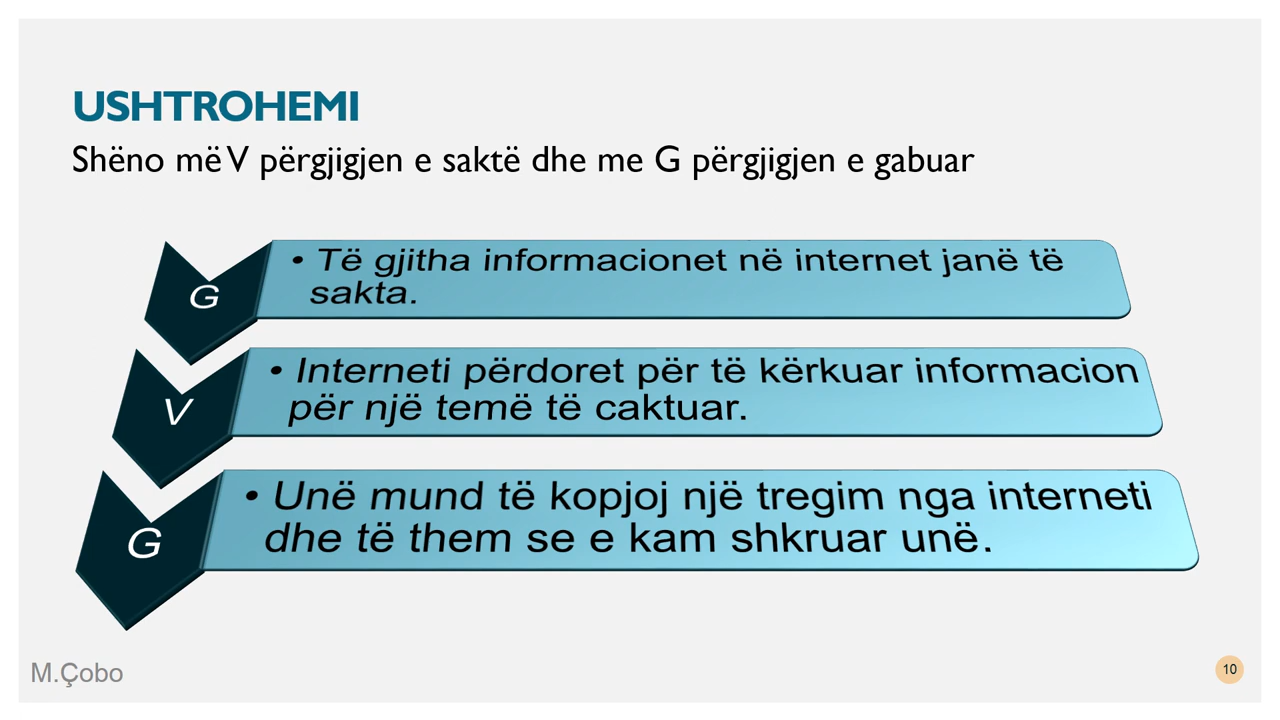 USHTROHEMI
Shëno më V përgjigjen e saktë dhe me G përgjigjen e gabuar
G
• Të gjitha informacionet në internet janë të
sakta.
V
• Interneti përdoret për të kërkuar informacion
për një temë të caktuar.
G
• Unë mund të kopjoj një tregim nga interneti
dhe të them se e kam shkruar unë.
M.Çobo
10